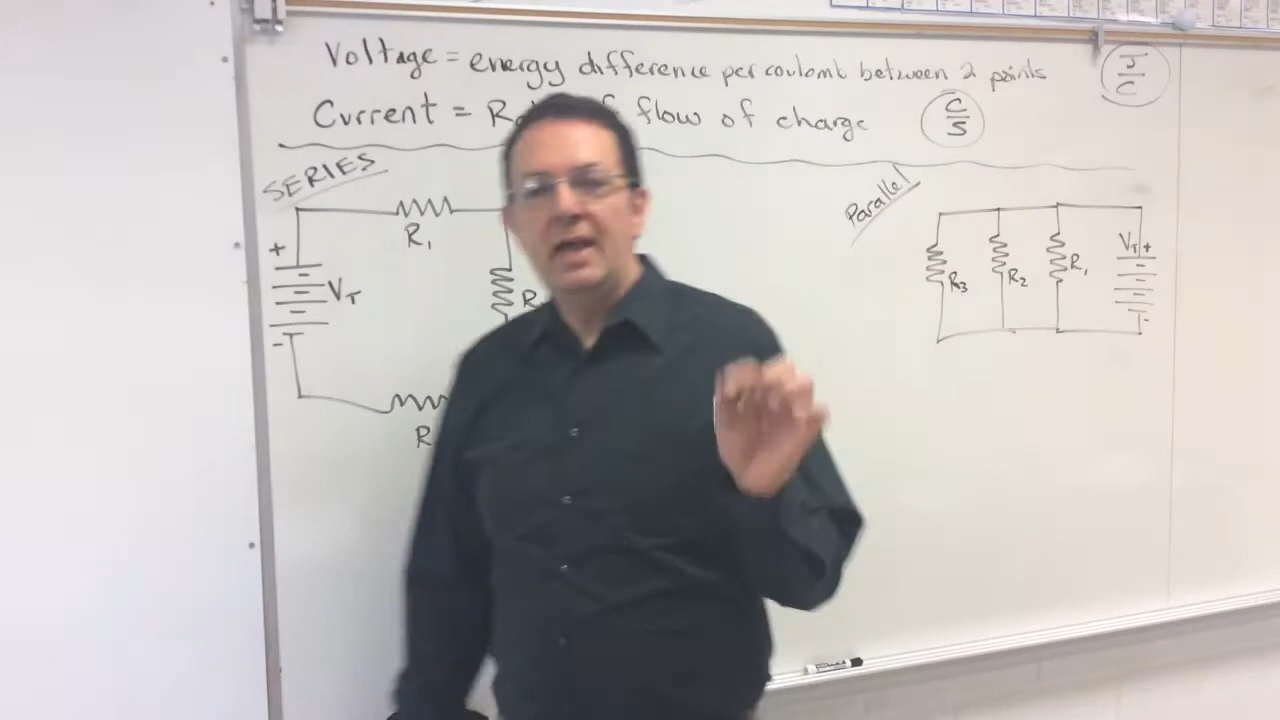 Voltage = energy difference per coulomb between 2 points J/C
Current = R f flow of charge C/S
SERIES
Parallel
R1
+
VT
-
R
R
VT +
R3
R2
R1
-